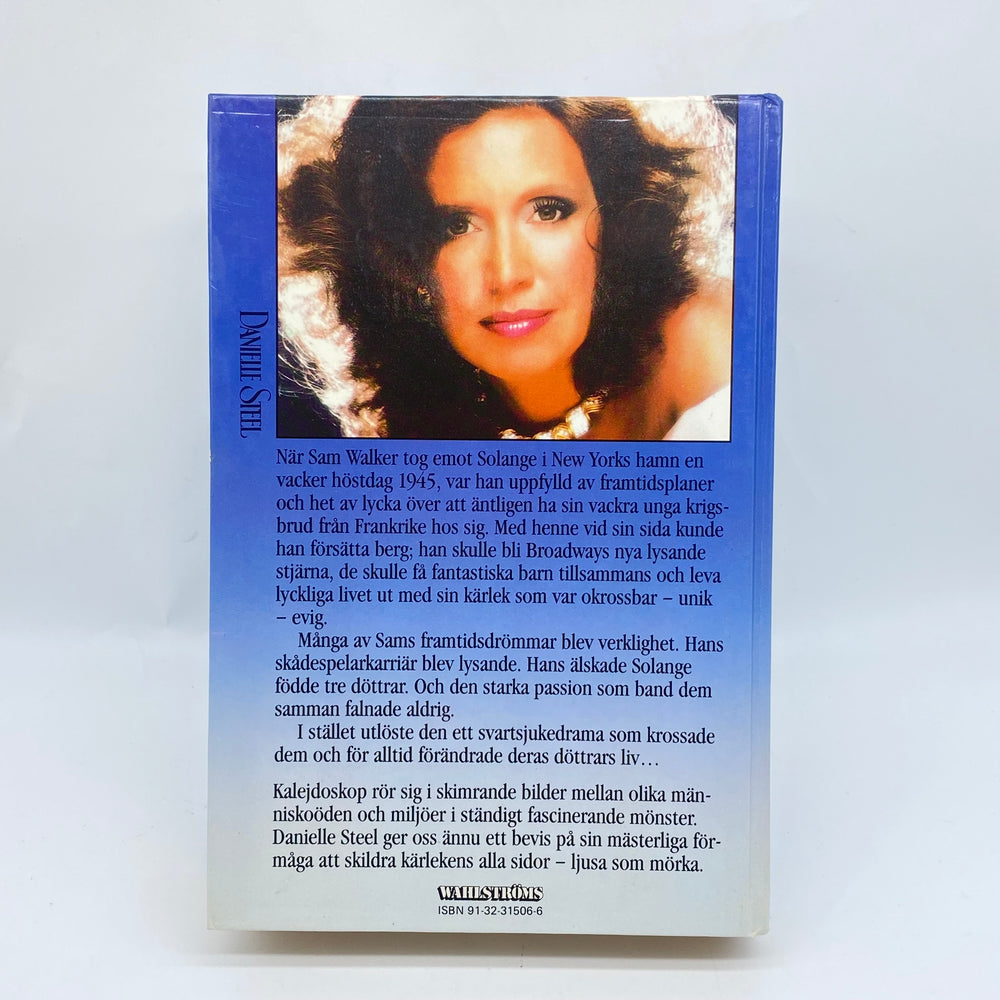 DANIELLE STEEL
När Sam Walker tog emot Solange i New Yorks hamn en
vacker höstdag 1945, var han uppfylld av framtidsplaner
och het av lycka över att äntligen ha sin vackra unga krigs-
brud från Frankrike hos sig. Med henne vid sin sida kunde
han försätta berg; han skulle bli Broadways nya lysande
stjärna, de skulle få fantastiska barn tillsammans och leva
lyckliga livet ut med sin kärlek som var okrossbar – unik
– evig.
Många av Sams framtidsdrömmar blev verklighet. Hans
skådespelarkarriär blev lysande. Hans älskade Solange
födde tre döttrar. Och den starka passion som band dem
samman falnade aldrig.
I stället utlöste den ett svartsjukedrama som krossade
dem och för alltid förändrade deras döttrars liv…
Kalejdoskop rör sig i skimrande bilder mellan olika män-
niskoöden och miljöer i ständigt fascinerande mönster.
Danielle Steel ger oss ännu ett bevis på sin mästerliga för-
måga att skildra kärlekens alla sidor – ljusa som mörka.
WAHLSTRÖMS
ISBN 91-32-31506-6